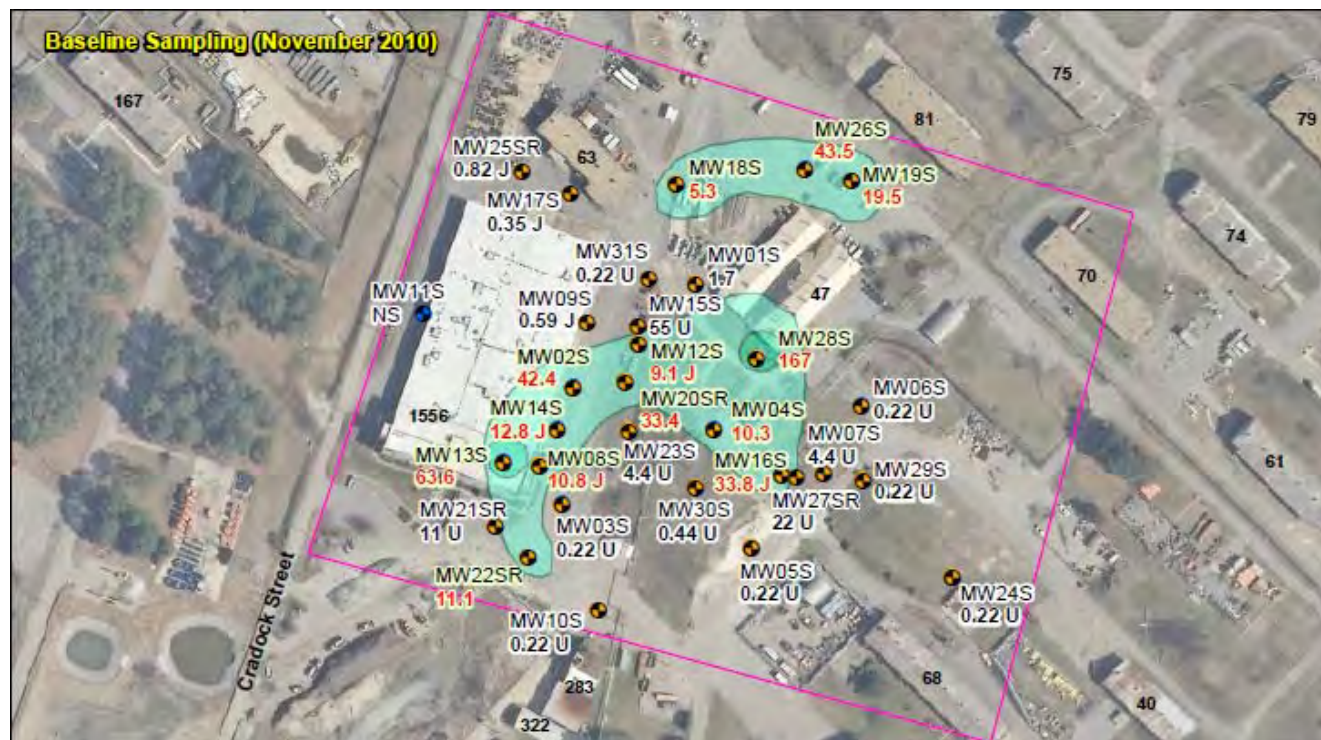 Baseline Sampling (November 2010)
167
75
79
81
63
MW26S
43.5
MW25SR
0.82 J
MW18S
5.3
MW19S
19.5
MW17S
0.35 J
74
70
MW31S
0.22 U
MW01S
1.7
47
MW11S
NS
MW09S
0.59 J
MW15S
55 U
MW12S
9.1 J
MW28S
167
MW02S
42.4
MW20SR
33.4
MW04S
10.3
MW06S
0.22 U
1556
MW14S
12.8 J
MW13S
63.6
MW08S
10.8 J
MW23S
4.4 U
MW16S
33.8 J
MW07S
4.4 U
MW29S
0.22 U
61
MW21SR
11 U
MW03S
0.22 U
MW30S
0.44 U
MW27SR
22 U
MW22SR
11.1
MW05S
0.22 U
MW24S
0.22 U
MW10S
0.22 U
Cradock Street
283
322
68
40